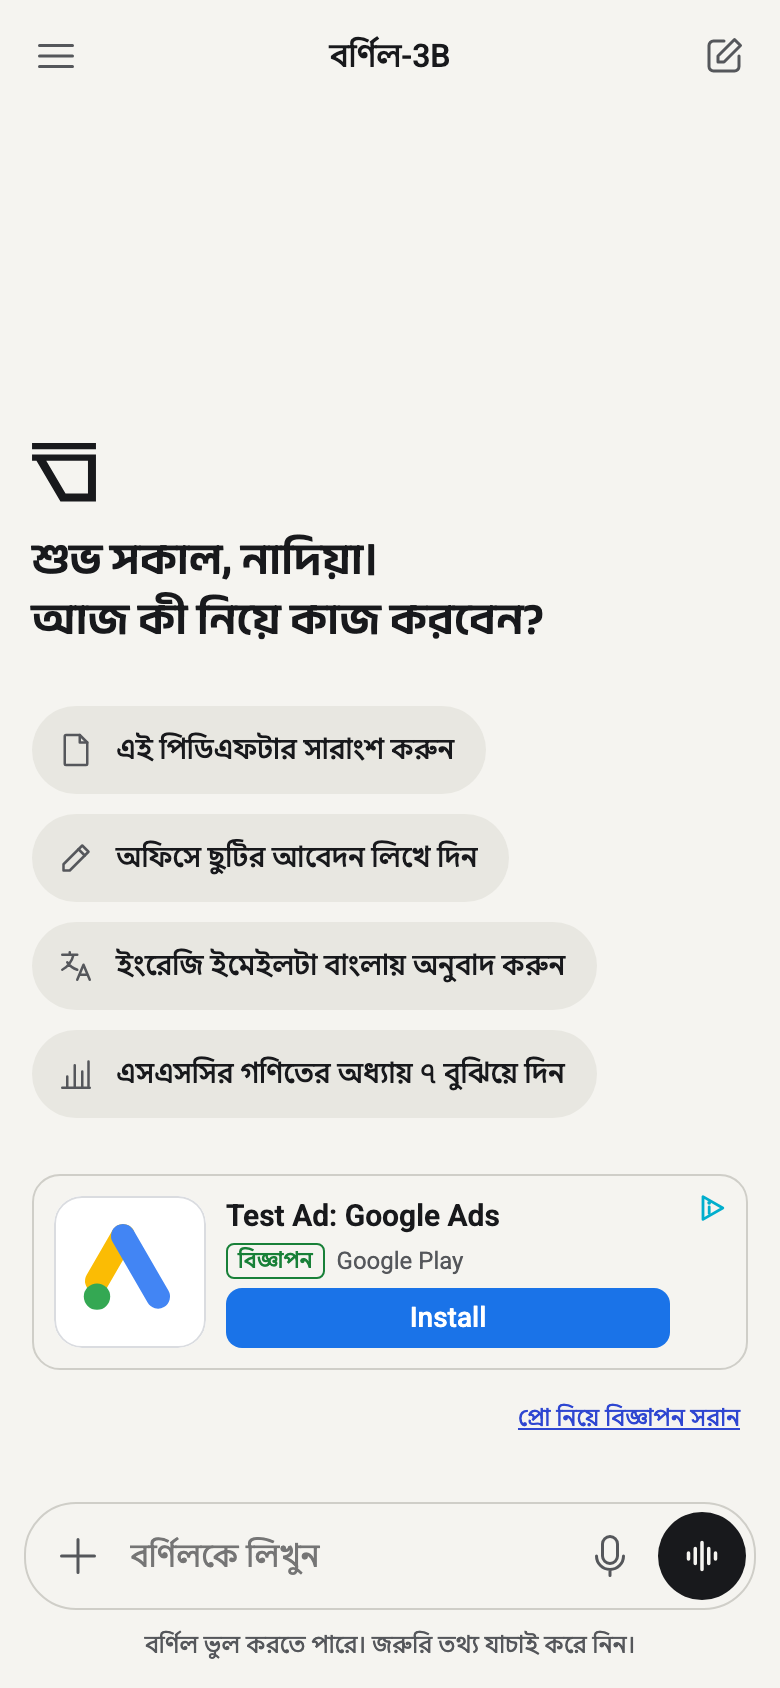 বর্ণিল-3B
শুভ সকাল, নাদিয়া।
আজ কী নিয়ে কাজ করবেন?
এই পিডিএফটার সারাংশ করুন
অফিসে ছুটির আবেদন লিখে দিন
ইংরেজি ইমেইলটা বাংলায় অনুবাদ করুন
এসএসসির গণিতের অধ্যায় ৭ বুঝিয়ে দিন
Test Ad: Google Ads
বিজ্ঞাপন Google Play
Install
প্রো নিয়ে বিজ্ঞাপন সরান
বর্ণিলকে লিখুন
বর্ণিল ভুল করতে পারে। জরুরি তথ্য যাচাই করে নিন।